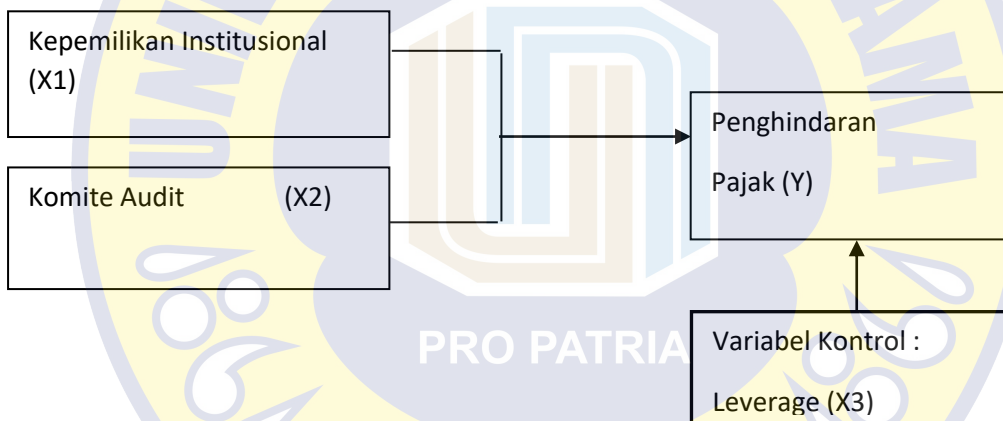 Kepemilikan Institusional
(X1)
Penghindaran
Pajak (Y)
Komite Audit (X2)
PRO PATRIA
Variabel Kontrol :
Leverage (X3)